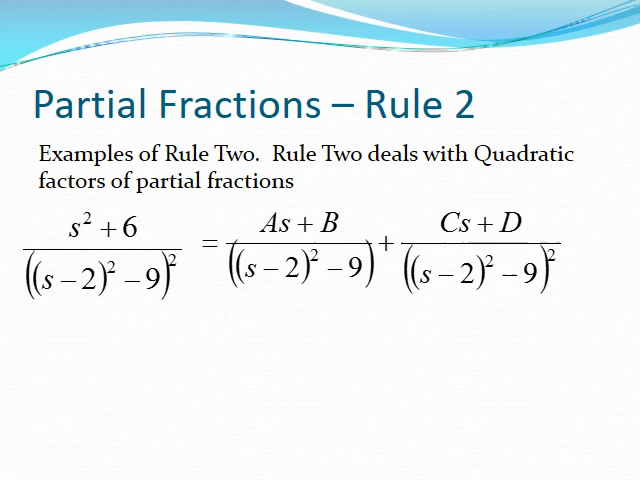 Partial Fractions – Rule 2
Examples of Rule Two.  Rule Two deals with Quadratic
factors of partial fractions
s² + 6 / ((s − 2)² − 9)² = As + B / ((s − 2)² − 9) + Cs + D / ((s − 2)² − 9)²